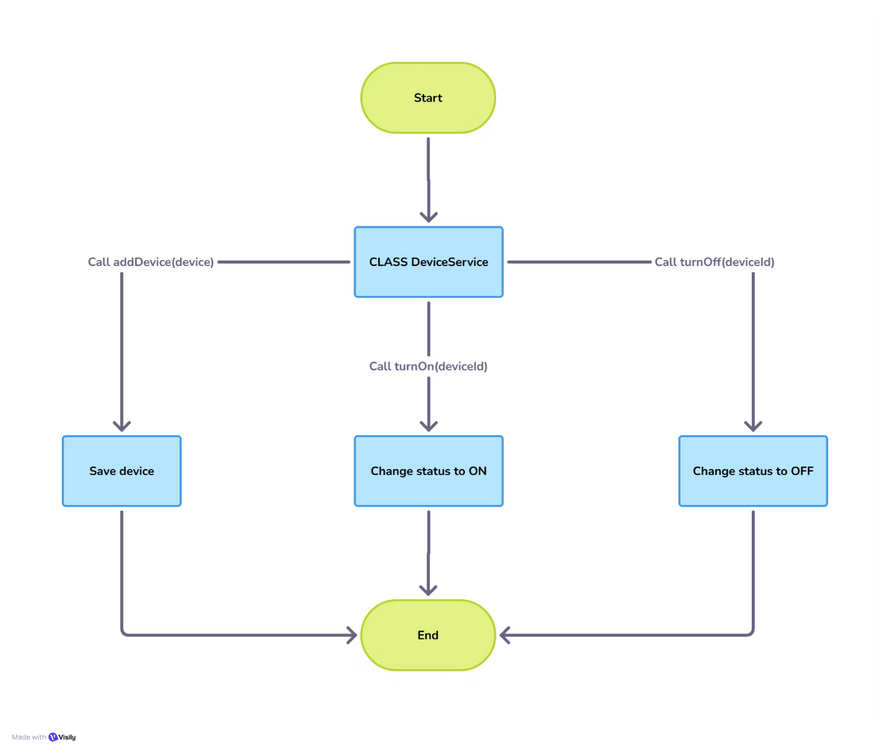 Start
CLASS DeviceService
Call addDevice(device)
Call turnOff(deviceId)
Call turnOn(deviceId)
Save device
Change status to ON
Change status to OFF
End
Made with Visily